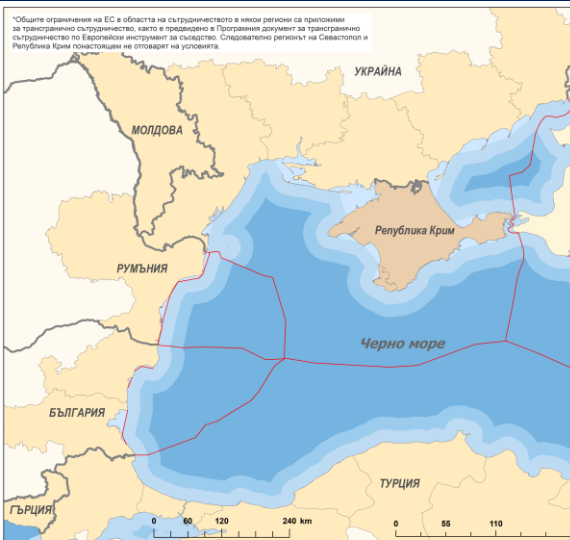 *Общите ограничения на ЕС в областта на сътрудничеството в някои региони са приложими
за трансгранично сътрудничество, както е предвидено в Програмния документ за трансгранично
сътрудничество по Европейски инструмент за съседство. Следователно регионът на Севастопол и
Република Крим понастоящем не отговарят на условията.
УКРАЙНА
МОЛДОВА
Република Крим
РУМЪНИЯ
Черно море
БЪЛГАРИЯ
ТУРЦИЯ
ГЪРЦИЯ
0 60 120 240 km
0 55 110